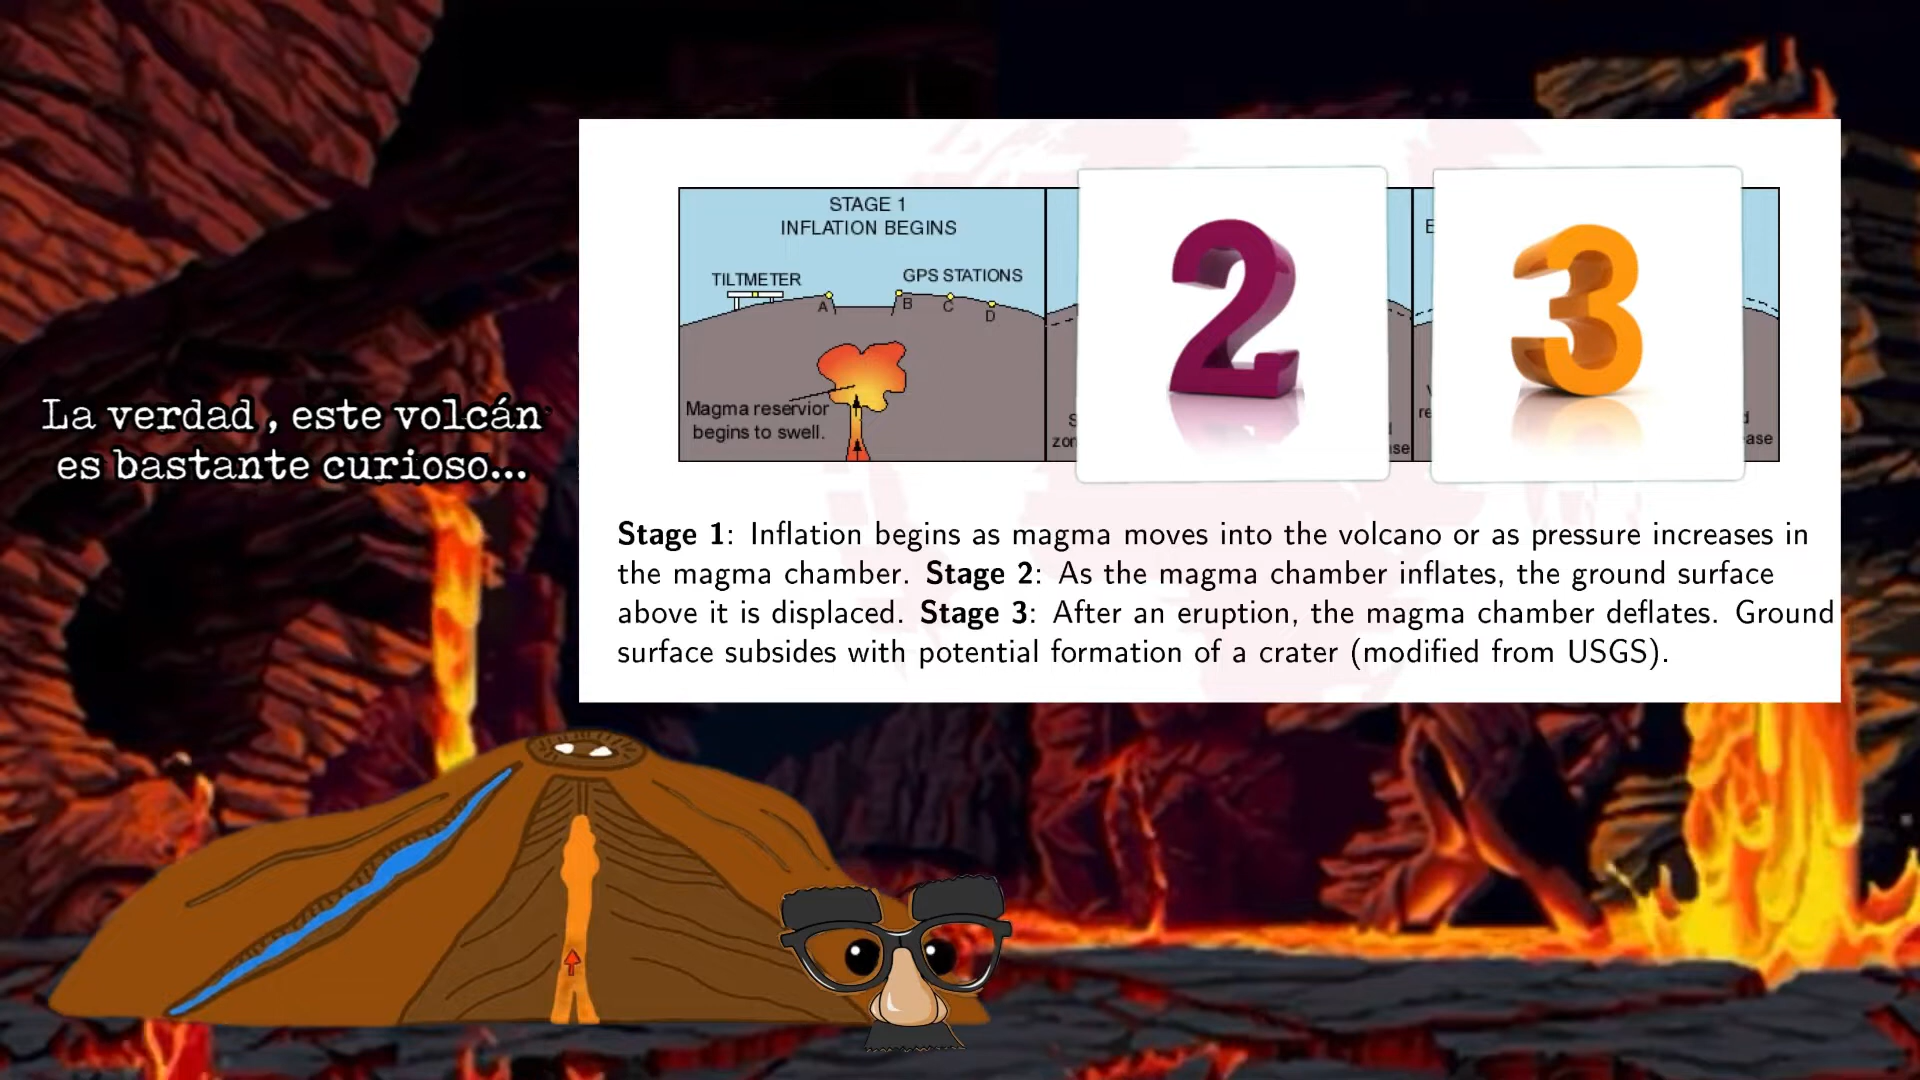 La verdad , este volcán
es bastante curioso...
STAGE 1
INFLATION BEGINS
TILTMETER
GPS STATIONS
A
B
C
D
Magma reservior
begins to swell.
2
3
Stage 1: Inflation begins as magma moves into the volcano or as pressure increases in
the magma chamber. Stage 2: As the magma chamber inflates, the ground surface
above it is displaced. Stage 3: After an eruption, the magma chamber deflates. Ground
surface subsides with potential formation of a crater (modified from USGS).